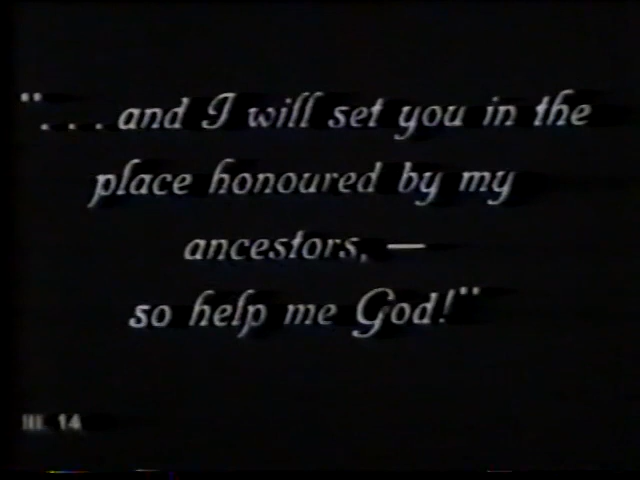 "... and I will set you in the
place honoured by my
ancestors, —
so help me God!"
III. 14